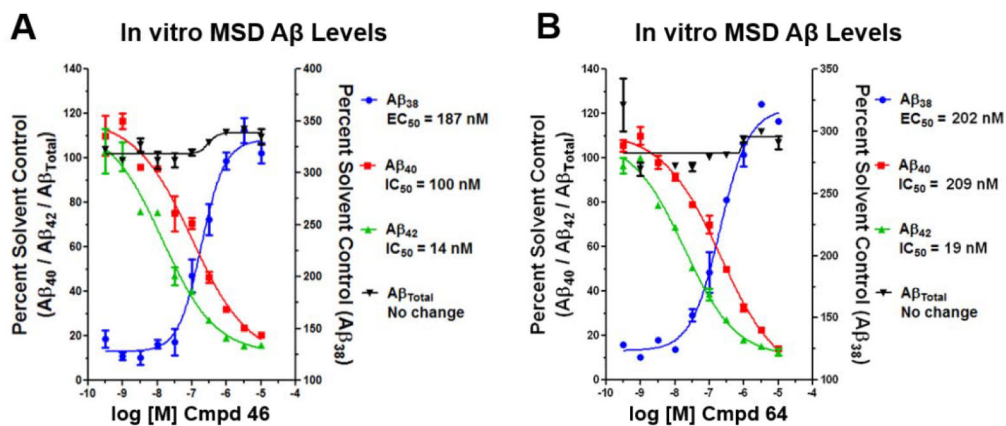 A
In vitro MSD Aβ Levels
Percent Solvent Control
(Aβ40 / Aβ42 / AβTotal)
140
120
100
80
60
40
20
0
-10 -9 -8 -7 -6 -5 -4
log [M] Cmpd 46
400
350
300
250
200
150
100
Percent Solvent Control
(Aβ38)
Aβ38
EC50 = 187 nM
Aβ40
IC50 = 100 nM
Aβ42
IC50 = 14 nM
AβTotal
No change
B
In vitro MSD Aβ Levels
Percent Solvent Control
(Aβ40 / Aβ42 / AβTotal)
140
120
100
80
60
40
20
0
-10 -9 -8 -7 -6 -5 -4
log [M] Cmpd 64
350
300
250
200
150
100
Percent Solvent Control
(Aβ38)
Aβ38
EC50 = 202 nM
Aβ40
IC50 = 209 nM
Aβ42
IC50 = 19 nM
AβTotal
No change